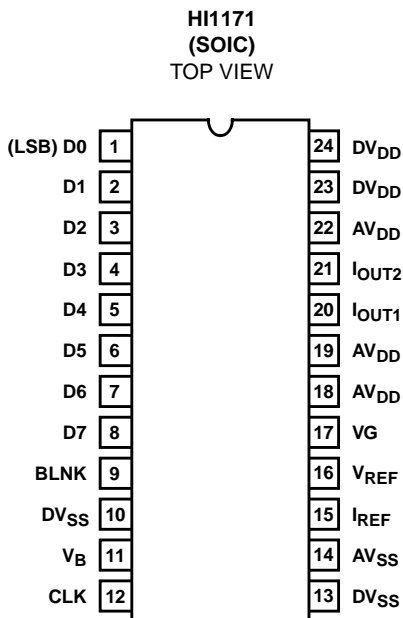 HI1171
(SOIC)
TOP VIEW
(LSB) D0 1 24 DVDD
D1 2 23 DVDD
D2 3 22 AVDD
D3 4 21 IOUT2
D4 5 20 IOUT1
D5 6 19 AVDD
D6 7 18 AVDD
D7 8 17 VG
BLNK 9 16 VREF
DVSS 10 15 IREF
VB 11 14 AVSS
CLK 12 13 DVSS